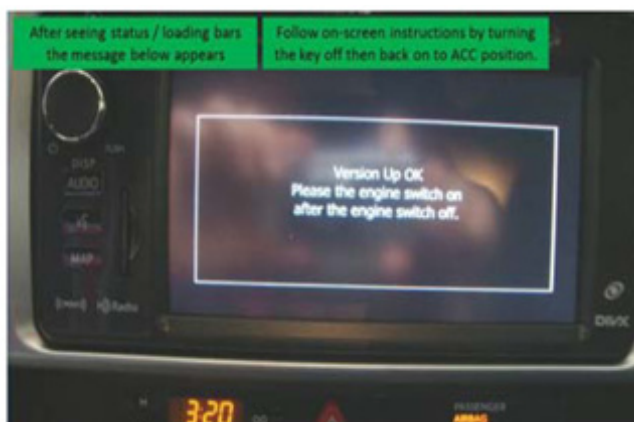 After seeing status / loading bars
the message below appears
Follow on-screen instructions by turning
the key off then back on to ACC position.
Version Up OK
Please the engine switch on
after the engine switch off.
DISP
AUDIO
MAP
HD Radio
DIVX
3:20
PASSENGER
AIRBAG